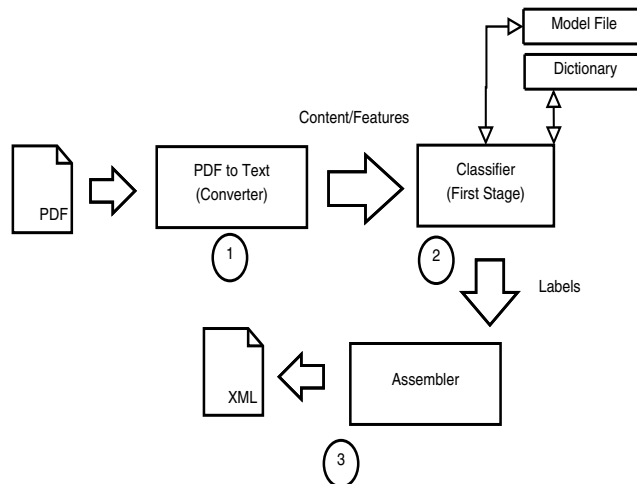 Model File
Dictionary
Content/Features
PDF to Text
(Converter)
Classifier
(First Stage)
PDF
1
2
Labels
Assembler
XML
3